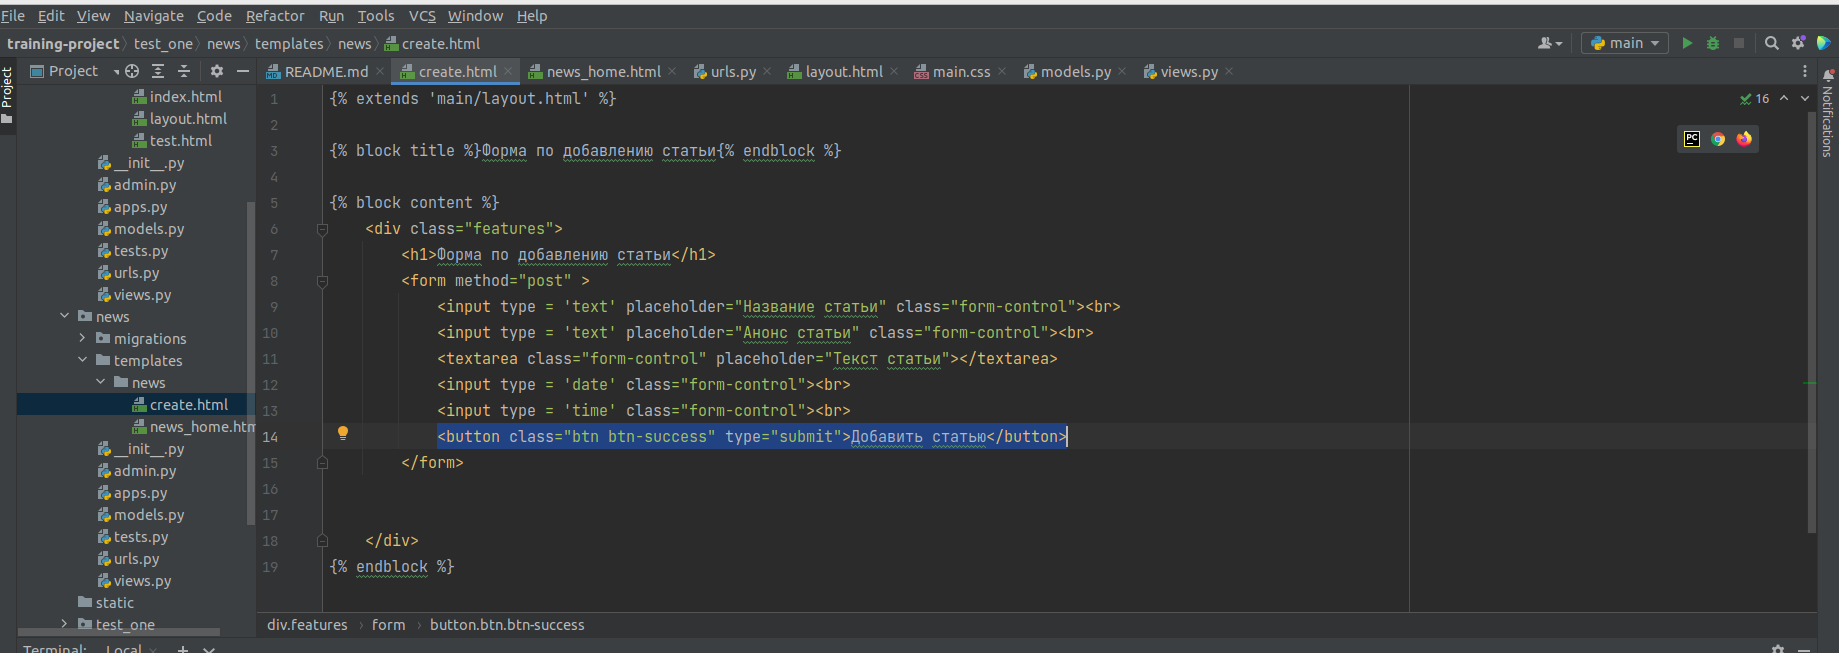 File Edit View Navigate Code Refactor Run Tools VCS Window Help
training-project test_one news templates news create.html main
Project README.md create.html news_home.html urls.py layout.html main.css models.py views.py
Project
Notifications
index.html
layout.html
test.html
__init__.py
admin.py
apps.py
models.py
tests.py
urls.py
views.py
news
migrations
templates
news
create.html
news_home.htm
__init__.py
admin.py
apps.py
models.py
tests.py
urls.py
views.py
static
test_one
16
1 {% extends 'main/layout.html' %}
2
3 {% block title %}Форма по добавлению статьи{% endblock %}
4
5 {% block content %}
6 <div class="features">
7 <h1>Форма по добавлению статьи</h1>
8 <form method="post" >
9 <input type = 'text' placeholder="Название статьи" class="form-control"><br>
10 <input type = 'text' placeholder="Анонс статьи" class="form-control"><br>
11 <textarea class="form-control" placeholder="Текст статьи"></textarea>
12 <input type = 'date' class="form-control"><br>
13 <input type = 'time' class="form-control"><br>
14 <button class="btn btn-success" type="submit">Добавить статью</button>
15 </form>
16
17
18 </div>
19 {% endblock %}
div.features form button.btn.btn-success
Terminal: Local